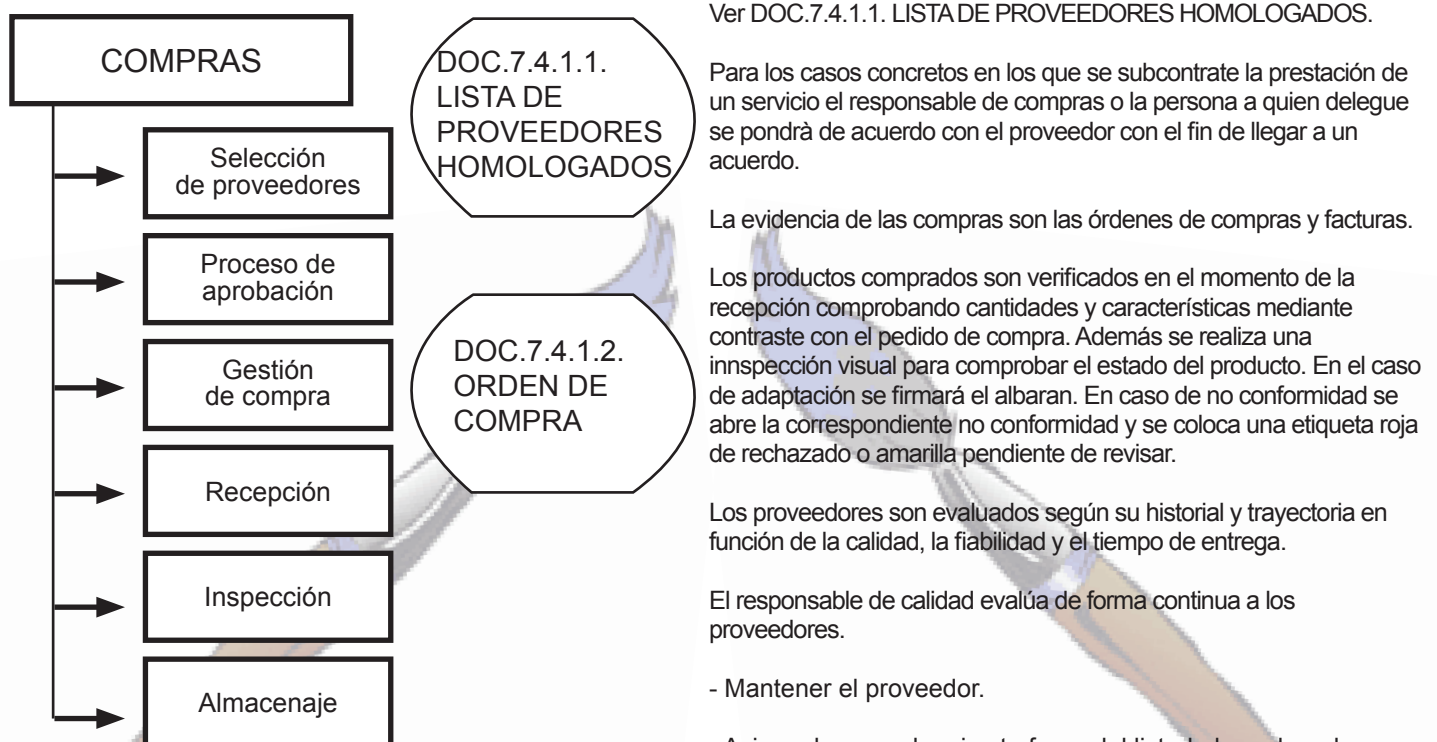 COMPRAS
Selección
de proveedores
Proceso de
aprobación
Gestión
de compra
Recepción
Inspección
Almacenaje
DOC.7.4.1.1.
LISTA DE
PROVEEDORES
HOMOLOGADOS
DOC.7.4.1.2.
ORDEN DE
COMPRA
Ver DOC.7.4.1.1. LISTA DE PROVEEDORES HOMOLOGADOS.
Para los casos concretos en los que se subcontrate la prestación de
un servicio el responsable de compras o la persona a quien delegue
se pondrà de acuerdo con el proveedor con el fin de llegar a un
acuerdo.
La evidencia de las compras son las órdenes de compras y facturas.
Los productos comprados son verificados en el momento de la
recepción comprobando cantidades y características mediante
contraste con el pedido de compra. Además se realiza una
innspección visual para comprobar el estado del producto. En el caso
de adaptación se firmará el albaran. En caso de no conformidad se
abre la correspondiente no conformidad y se coloca una etiqueta roja
de rechazado o amarilla pendiente de revisar.
Los proveedores son evaluados según su historial y trayectoria en
función de la calidad, la fiabilidad y el tiempo de entrega.
El responsable de calidad evalúa de forma continua a los
proveedores.
- Mantener el proveedor.